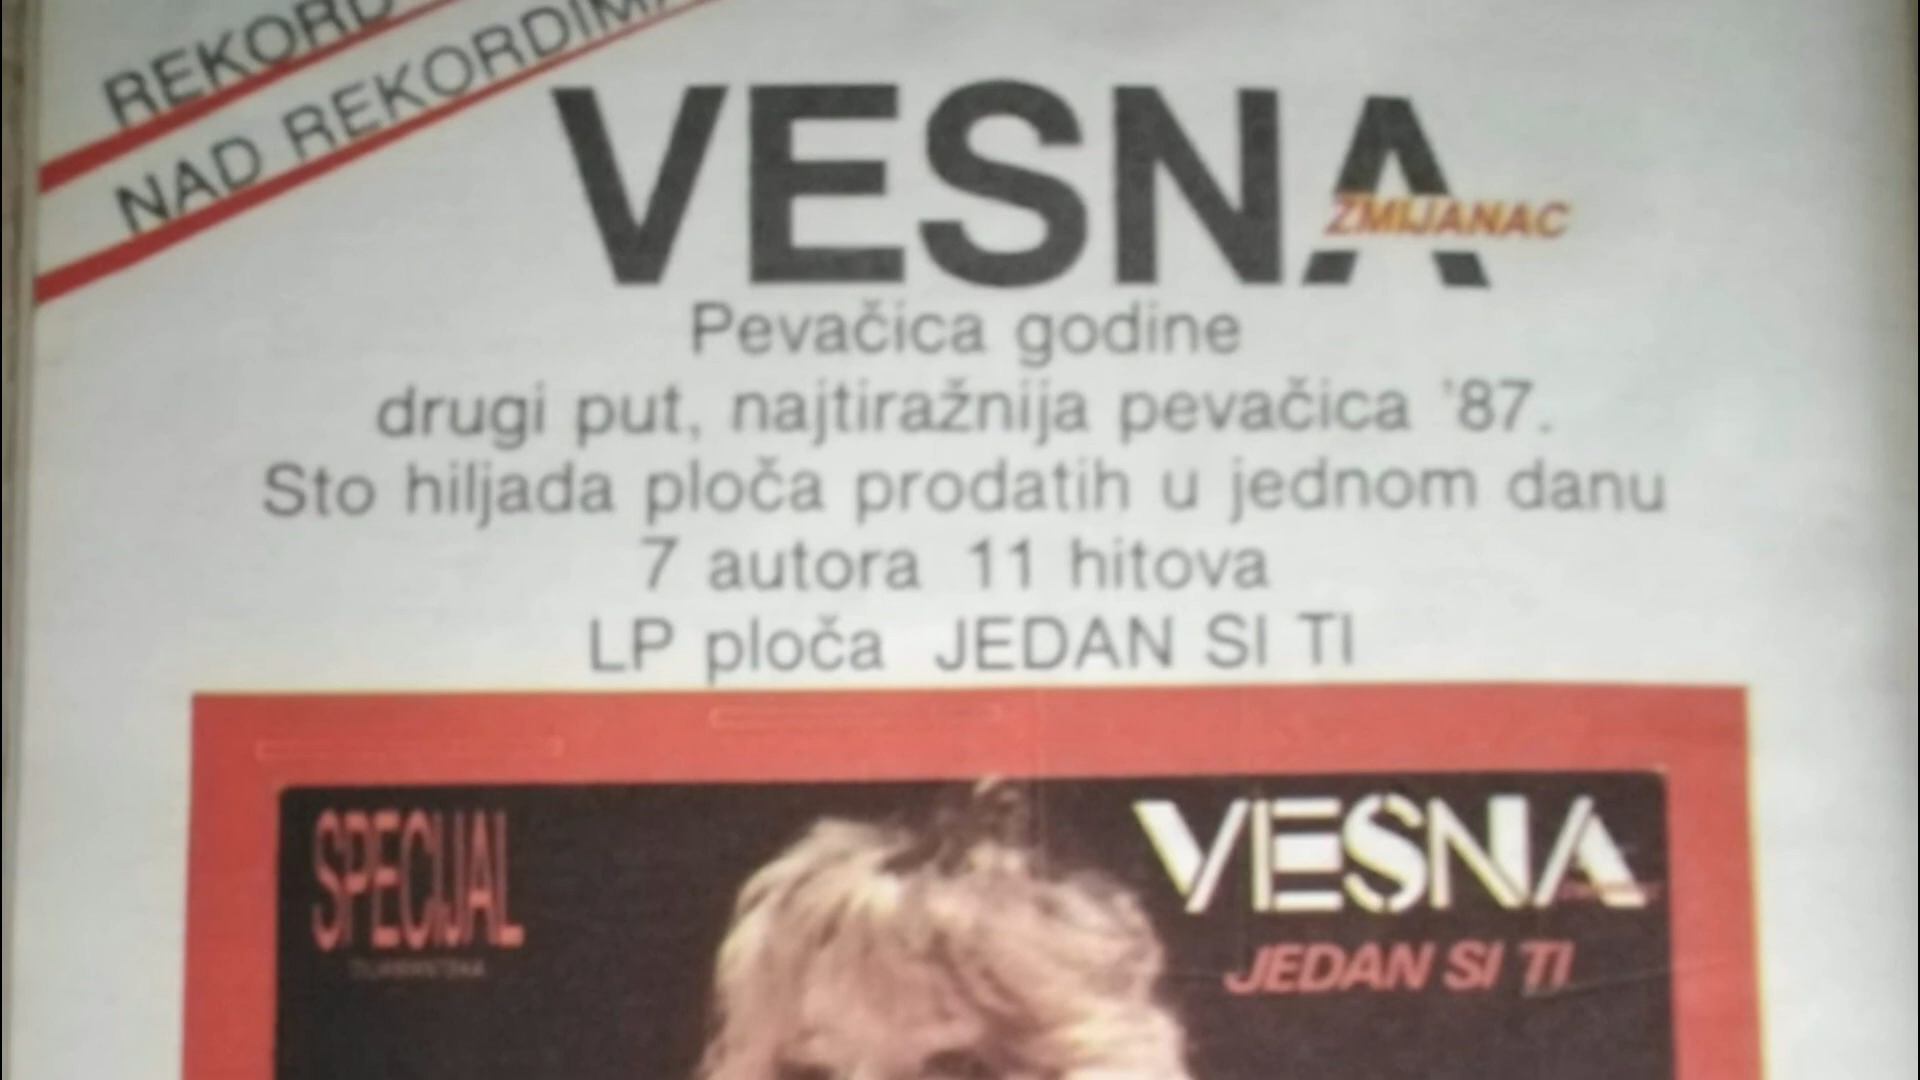 REKORD
NAD REKORDIMA
VESNA
ZMIJANAC
Pevačica godine
drugi put, najtiražnija pevačica '87.
Sto hiljada ploča prodatih u jednom danu
7 autora 11 hitova
LP ploča JEDAN SI TI
SPECIJAL
VESNA
JEDAN SI TI